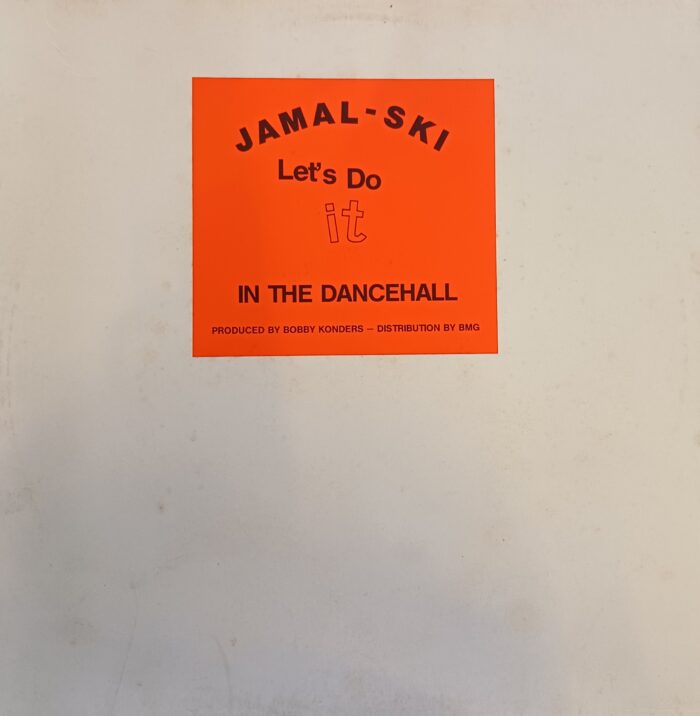 JAMAL-SKI
Let's Do
it
IN THE DANCEHALL
PRODUCED BY BOBBY KONDERS — DISTRIBUTION BY BMG